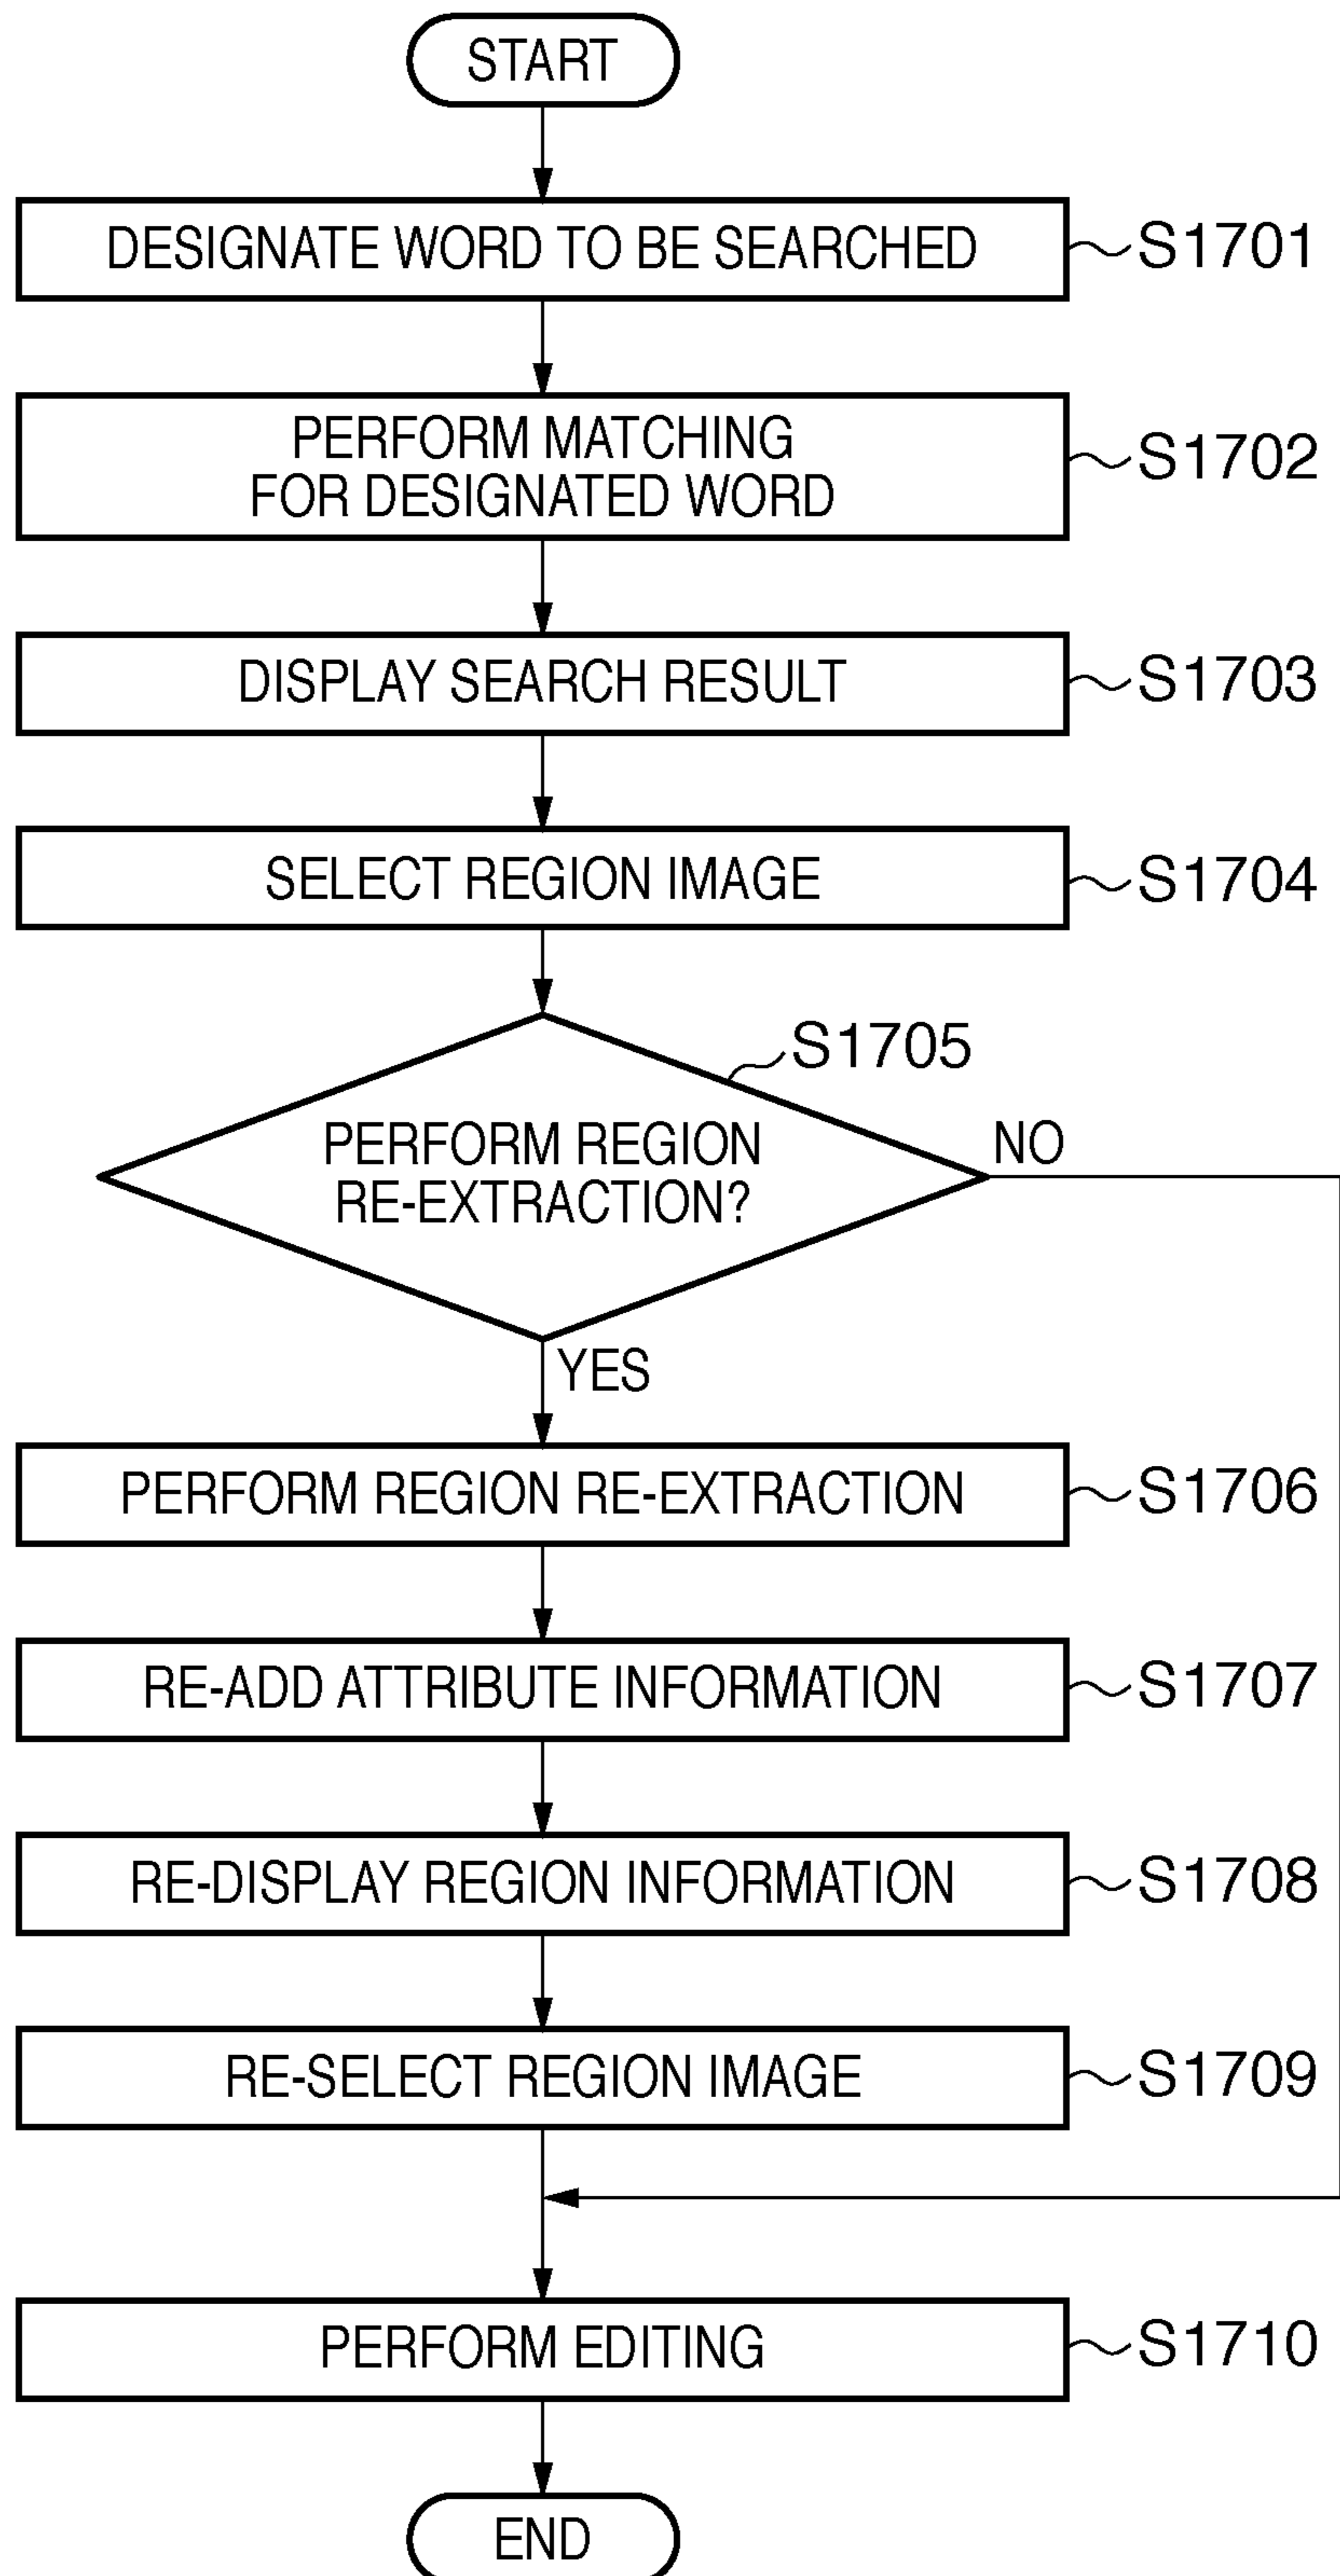 START
DESIGNATE WORD TO BE SEARCHED
S1701
PERFORM MATCHING
FOR DESIGNATED WORD
S1702
DISPLAY SEARCH RESULT
S1703
SELECT REGION IMAGE
S1704
S1705
PERFORM REGION
RE-EXTRACTION?
NO
YES
PERFORM REGION RE-EXTRACTION
S1706
RE-ADD ATTRIBUTE INFORMATION
S1707
RE-DISPLAY REGION INFORMATION
S1708
RE-SELECT REGION IMAGE
S1709
PERFORM EDITING
S1710
END